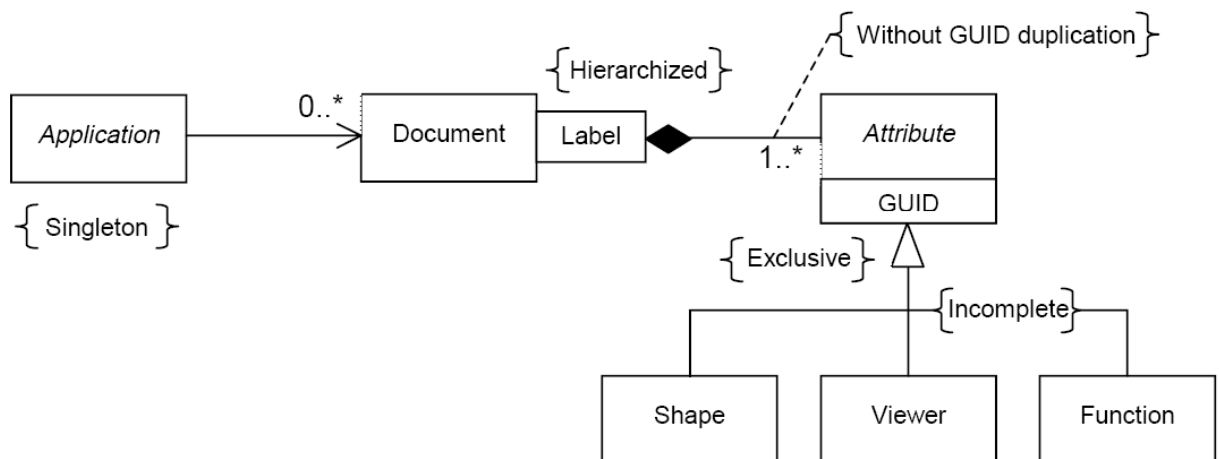 {Without GUID duplication}
{Hierarchized}
0..*
Application
Document
Label
1..*
Attribute
GUID
{Singleton}
{Exclusive}
{Incomplete}
Shape
Viewer
Function